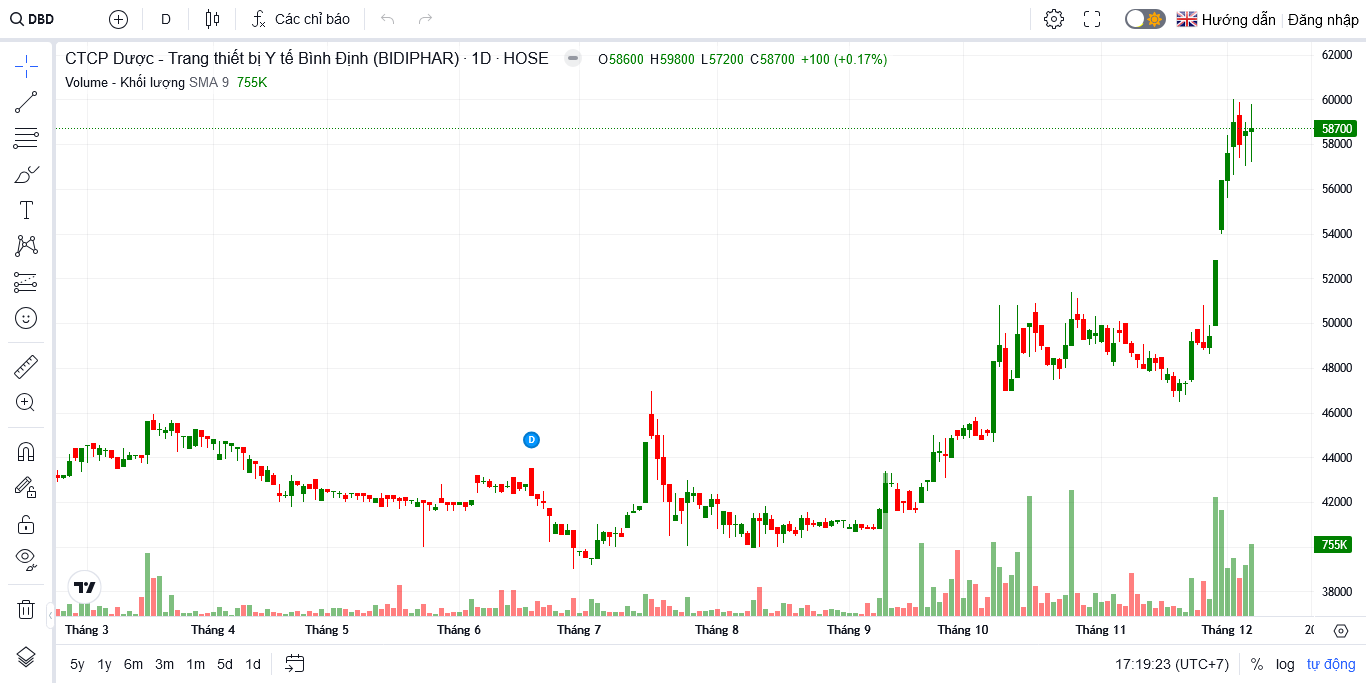 DBD D Các chỉ báo Hướng dẫn Đăng nhập
CTCP Dược - Trang thiết bị Y tế Bình Định (BIDIPHAR) · 1D · HOSE O58600 H59800 L57200 C58700 +100 (+0.17%)
Volume - Khối lượng SMA 9 755K
62000
60000
58700
58000
56000
54000
52000
50000
48000
46000
44000
42000
755K
38000
D
Tháng 3 Tháng 4 Tháng 5 Tháng 6 Tháng 7 Tháng 8 Tháng 9 Tháng 10 Tháng 11 Tháng 12
5y 1y 6m 3m 1m 5d 1d 17:19:23 (UTC+7) % log tự động